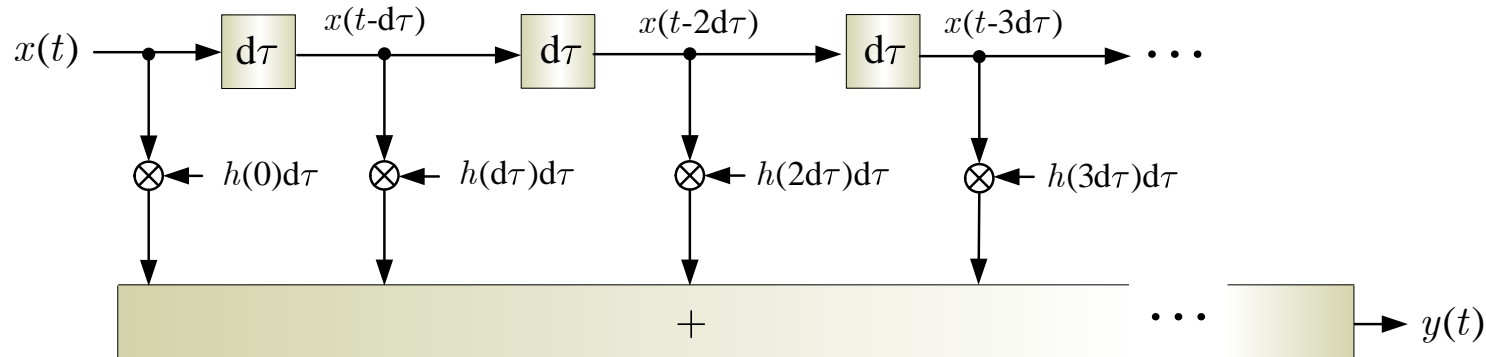 x(t-dτ) x(t-2dτ) x(t-3dτ)
x(t) dτ dτ dτ ···
h(0)dτ h(dτ)dτ h(2dτ)dτ h(3dτ)dτ
+ ··· y(t)